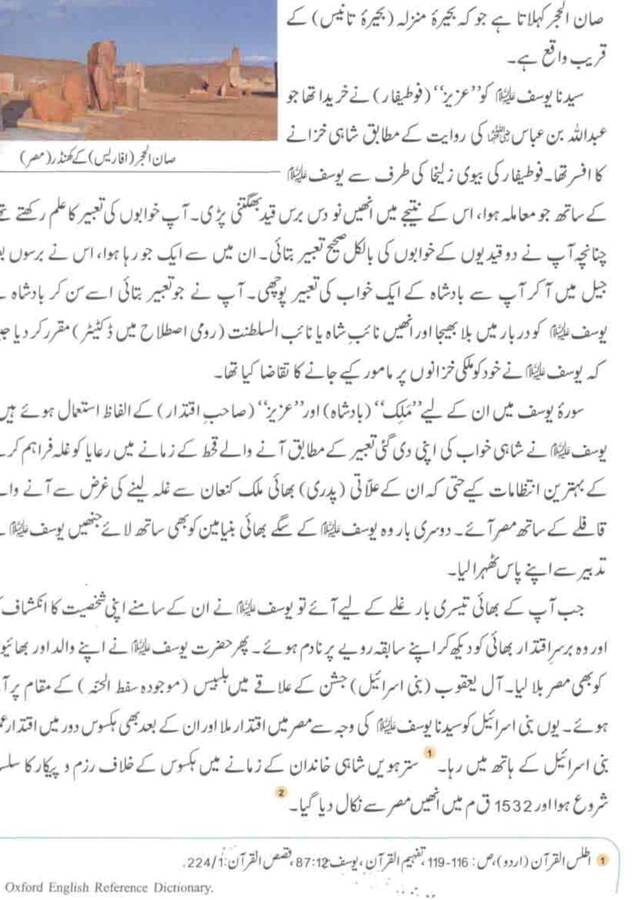 صان الحجر کہلاتا ہے جو کہ بحیرۂ منزلہ (بحیرۂ تانیس) کے
قریب واقع ہے۔
سیدنا یوسف علیہ السلام کو ’’عزیز‘‘ (فوطیفار) نے خریدا تھا جو
عبداللہ بن عباس رضی اللہ عنہما کی روایت کے مطابق شاہی خزانے
کا افسر تھا۔ فوطیفار کی بیوی زلیخا کی طرف سے یوسف علیہ السلام
صان الحجر (افاریس) کے کھنڈر (مصر)
کے ساتھ جو معاملہ ہوا، اس کے نتیجے میں انھیں نو دس برس قید بھگتنی پڑی۔ آپ خوابوں کی تعبیر کا علم رکھتے تھے
چنانچہ آپ نے دو قیدیوں کے خوابوں کی بالکل صحیح تعبیر بتائی۔ ان میں سے ایک جو رہا ہوا، اس نے برسوں
جیل میں آ کر آپ سے بادشاہ کے ایک خواب کی تعبیر پوچھی۔ آپ نے جو تعبیر بتائی اسے سن کر بادشاہ
یوسف علیہ السلام کو دربار میں بلا بھیجا اور انھیں نائب شاہ یا نائب السلطنت (رومی اصطلاح میں ڈکٹیٹر) مقرر کر دیا
کہ یوسف علیہ السلام نے خود کو ملکی خزانوں پر مامور کیے جانے کا تقاضا کیا تھا۔
سورۂ یوسف میں ان کے لیے ’’مَلِک‘‘ (بادشاہ) اور ’’عزیز‘‘ (صاحب اقتدار) کے الفاظ استعمال ہوئے ہیں
یوسف علیہ السلام نے شاہی خواب کی اپنی دی گئی تعبیر کے مطابق آنے والے قحط کے زمانے میں رعایا کو غلہ فراہم
کے بہترین انتظامات کیے حتی کہ ان کے علّاتی (پدری) بھائی ملک کنعان سے غلہ لینے کی غرض سے آنے
قافلے کے ساتھ مصر آئے۔ دوسری بار وہ یوسف علیہ السلام کے سگے بھائی بنیامین کو بھی ساتھ لائے جنھیں یوسف علیہ السلام
تدبیر سے اپنے پاس ٹھہرا لیا۔
جب آپ کے بھائی تیسری بار غلے کے لیے آئے تو یوسف علیہ السلام نے ان کے سامنے اپنی شخصیت کا انکشاف
اور وہ برسر اقتدار بھائی کو دیکھ کر اپنے سابقہ رویے پر نادم ہوئے۔ پھر حضرت یوسف علیہ السلام نے اپنے والد اور
کو بھی مصر بلا لیا۔ آل یعقوب (بنی اسرائیل) جشن کے علاقے میں بلبیس (موجودہ سفط الحنہ) کے مقام پر
ہوئے۔ یوں بنی اسرائیل کو سیدنا یوسف علیہ السلام کی وجہ سے مصر میں اقتدار ملا اور ان کے بعد بھی ہکسوس دور میں اقتدار
بنی اسرائیل کے ہاتھ میں رہا۔ 1 سترھویں شاہی خاندان کے زمانے میں ہکسوس کے خلاف رزم و پیکار کا
شروع ہوا اور 1532 ق م میں انھیں مصر سے نکال دیا گیا۔ 2
1 اطلس القرآن (اردو)، ص: 116-119، تفہیم القرآن، یوسف 12:87، قصص القرآن: 1/224.
Oxford English Reference Dictionary.